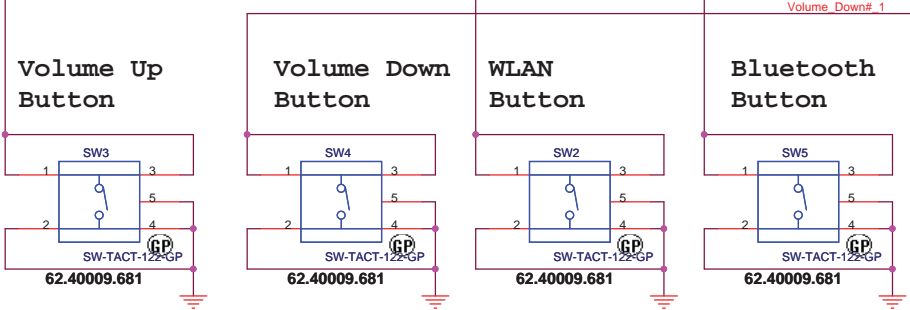 Volume_Down#_1
Volume Up
Button
Volume Down
Button
WLAN
Button
Bluetooth
Button
SW3
1
3
5
2
4
GP
SW-TACT-122-GP
62.40009.681
SW4
1
3
5
2
4
GP
SW-TACT-122-GP
62.40009.681
SW2
1
3
5
2
4
GP
SW-TACT-122-GP
62.40009.681
SW5
1
3
5
2
4
GP
SW-TACT-122-GP
62.40009.681